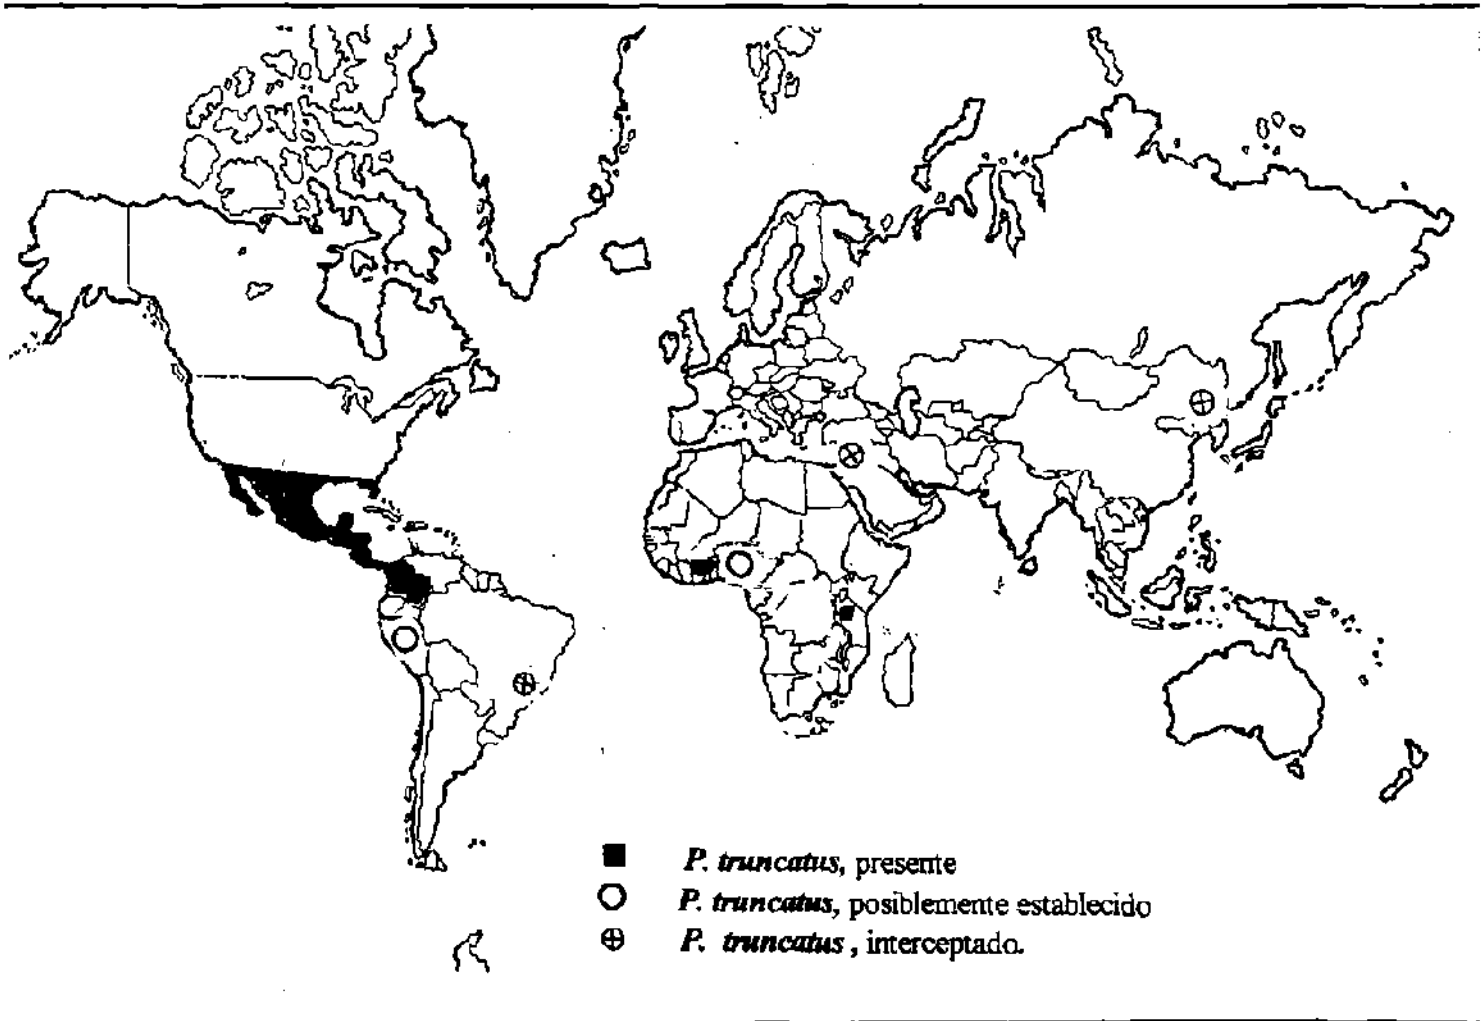 P. truncatus, presente
P. truncatus, posiblemente establecido
P. truncatus, interceptado.